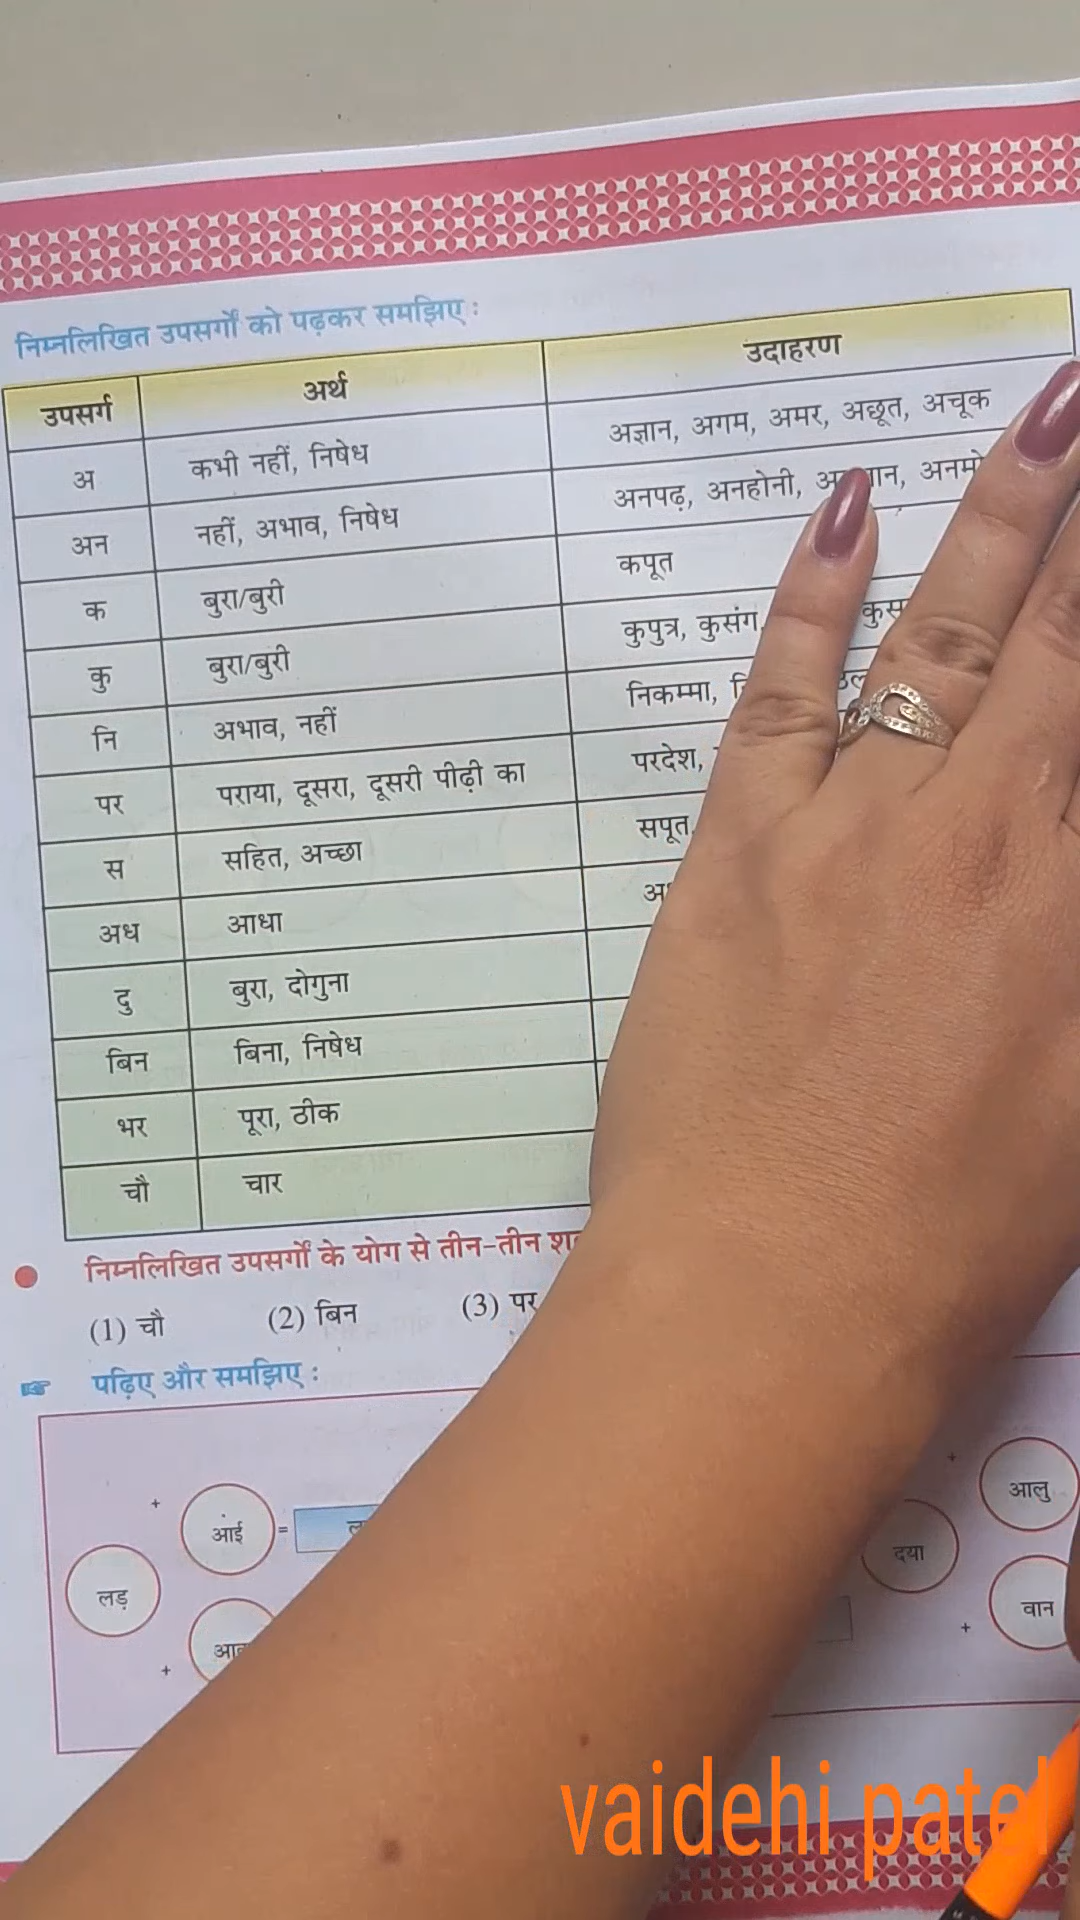 निम्नलिखित उपसर्गों को पढ़कर समझिए :
उपसर्ग अर्थ उदाहरण
अ कभी नहीं, निषेध अज्ञान, अगम, अमर, अछूत, अचूक
अन नहीं, अभाव, निषेध अनपढ़, अनहोनी,
क बुरा/बुरी कपूत
कु बुरा/बुरी कुपुत्र, कुसंग,
नि अभाव, नहीं निकम्मा,
पर पराया, दूसरा, दूसरी पीढ़ी का परदेश,
स सहित, अच्छा सपूत,
अध आधा
दु बुरा, दोगुना
बिन बिना, निषेध
भर पूरा, ठीक
चौ चार
निम्नलिखित उपसर्गों के योग से तीन-तीन
(1) चौ (2) बिन (3) पर
पढ़िए और समझिए :
+ आई =
लड़
+
दया
+ आलु
+ वान
vaidehi patel